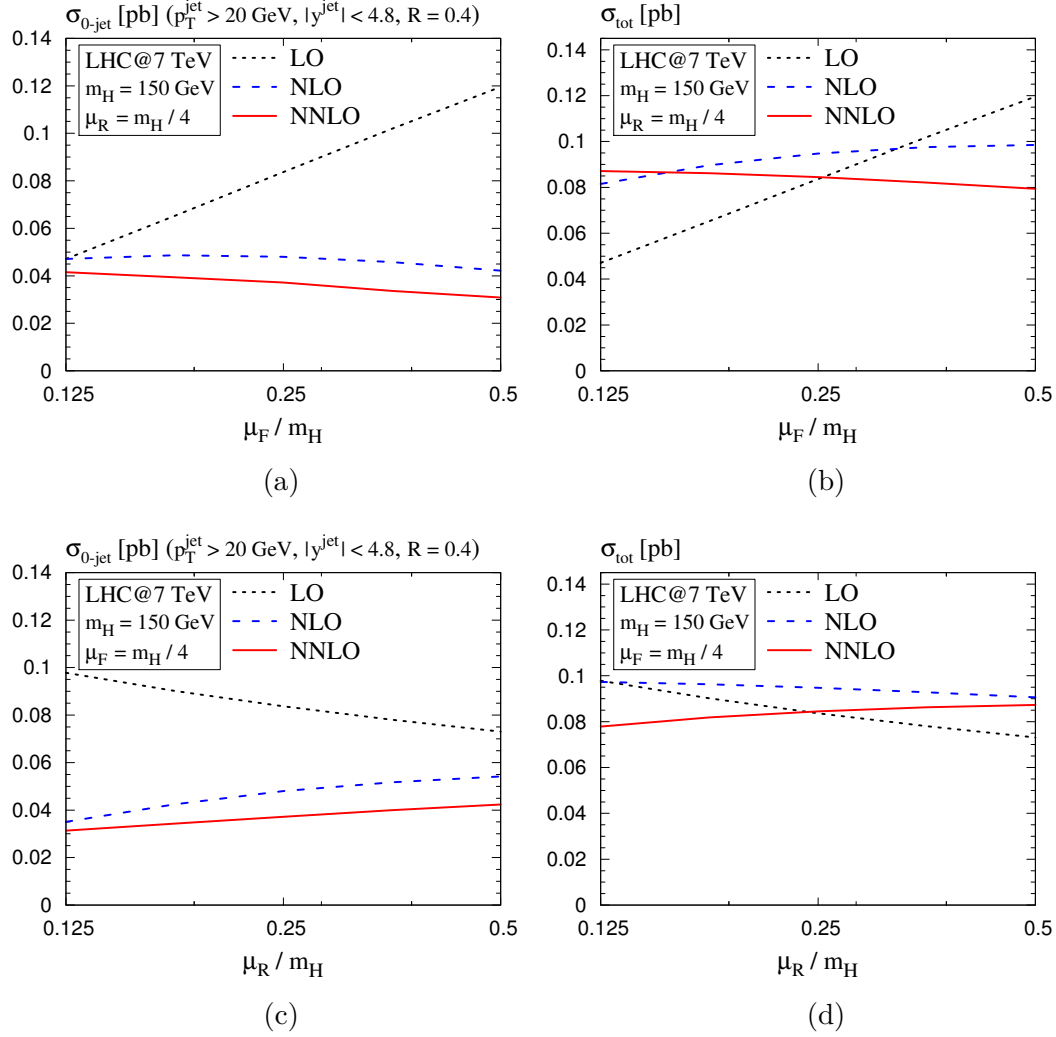 σ0-jet [pb] (pTjet > 20 GeV, |yjet| < 4.8, R = 0.4)
0.14
0.12
0.1
0.08
0.06
0.04
0.02
0
LHC@7 TeV
mH = 150 GeV
μR = mH / 4
LO
NLO
NNLO
0.125
0.25
0.5
μF / mH
(a)
σtot [pb]
0.14
0.12
0.1
0.08
0.06
0.04
0.02
0
LHC@7 TeV
mH = 150 GeV
μR = mH / 4
LO
NLO
NNLO
0.125
0.25
0.5
μF / mH
(b)
σ0-jet [pb] (pTjet > 20 GeV, |yjet| < 4.8, R = 0.4)
0.14
0.12
0.1
0.08
0.06
0.04
0.02
0
LHC@7 TeV
mH = 150 GeV
μF = mH / 4
LO
NLO
NNLO
0.125
0.25
0.5
μR / mH
(c)
σtot [pb]
0.14
0.12
0.1
0.08
0.06
0.04
0.02
0
LHC@7 TeV
mH = 150 GeV
μF = mH / 4
LO
NLO
NNLO
0.125
0.25
0.5
μR / mH
(d)